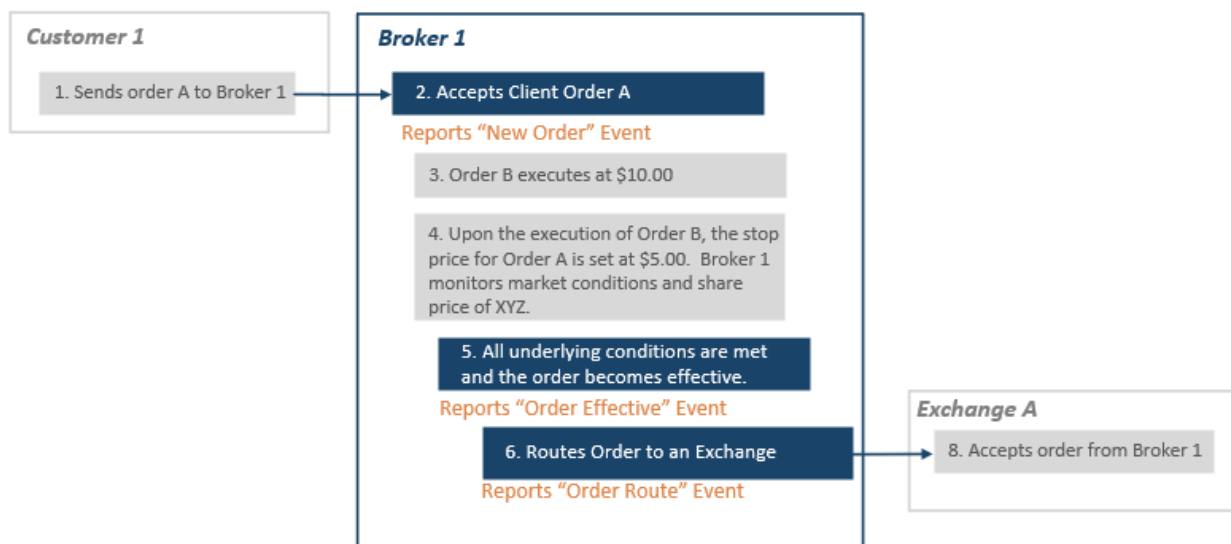 Customer 1
Broker 1
1. Sends order A to Broker 1
2. Accepts Client Order A
Reports “New Order” Event
3. Order B executes at $10.00
4. Upon the execution of Order B, the stop
price for Order A is set at $5.00.  Broker 1
monitors market conditions and share
price of XYZ.
5. All underlying conditions are met
and the order becomes effective.
Reports “Order Effective” Event
Exchange A
6. Routes Order to an Exchange
8. Accepts order from Broker 1
Reports “Order Route” Event